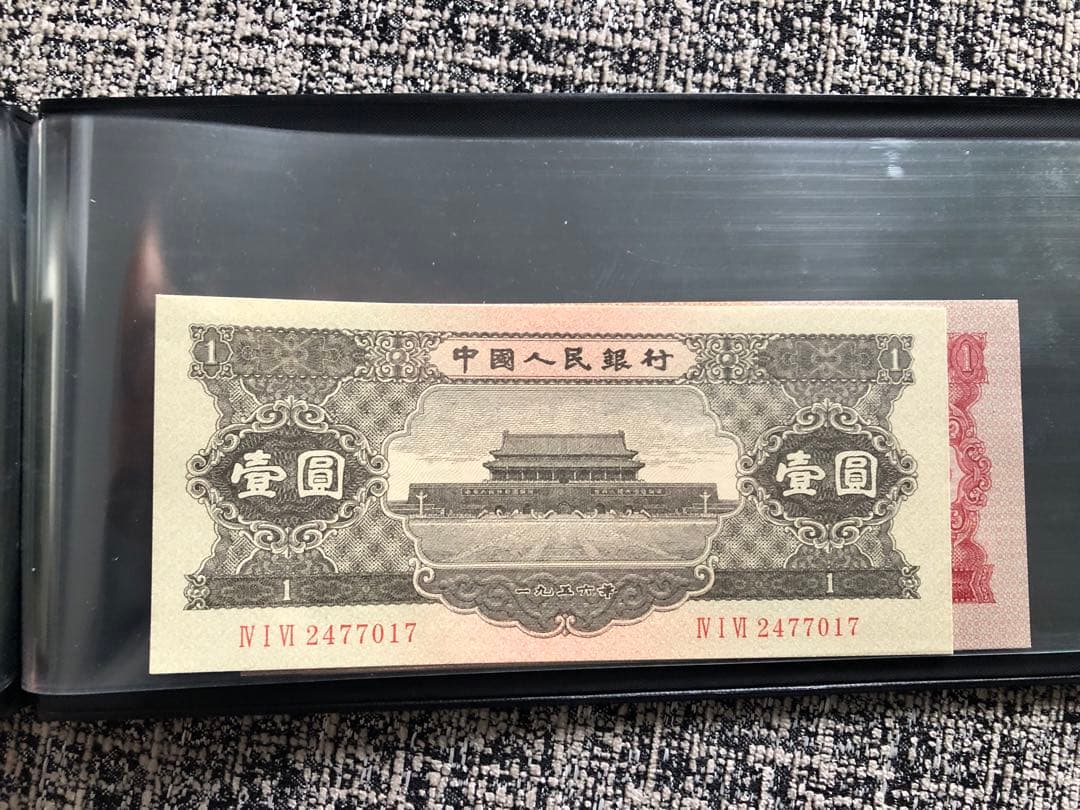 1 中國人民銀行 1 1
壹圓 壹圓
1 一九五六年 1
Ⅳ Ⅰ Ⅵ 2477017 Ⅳ Ⅰ Ⅵ 2477017